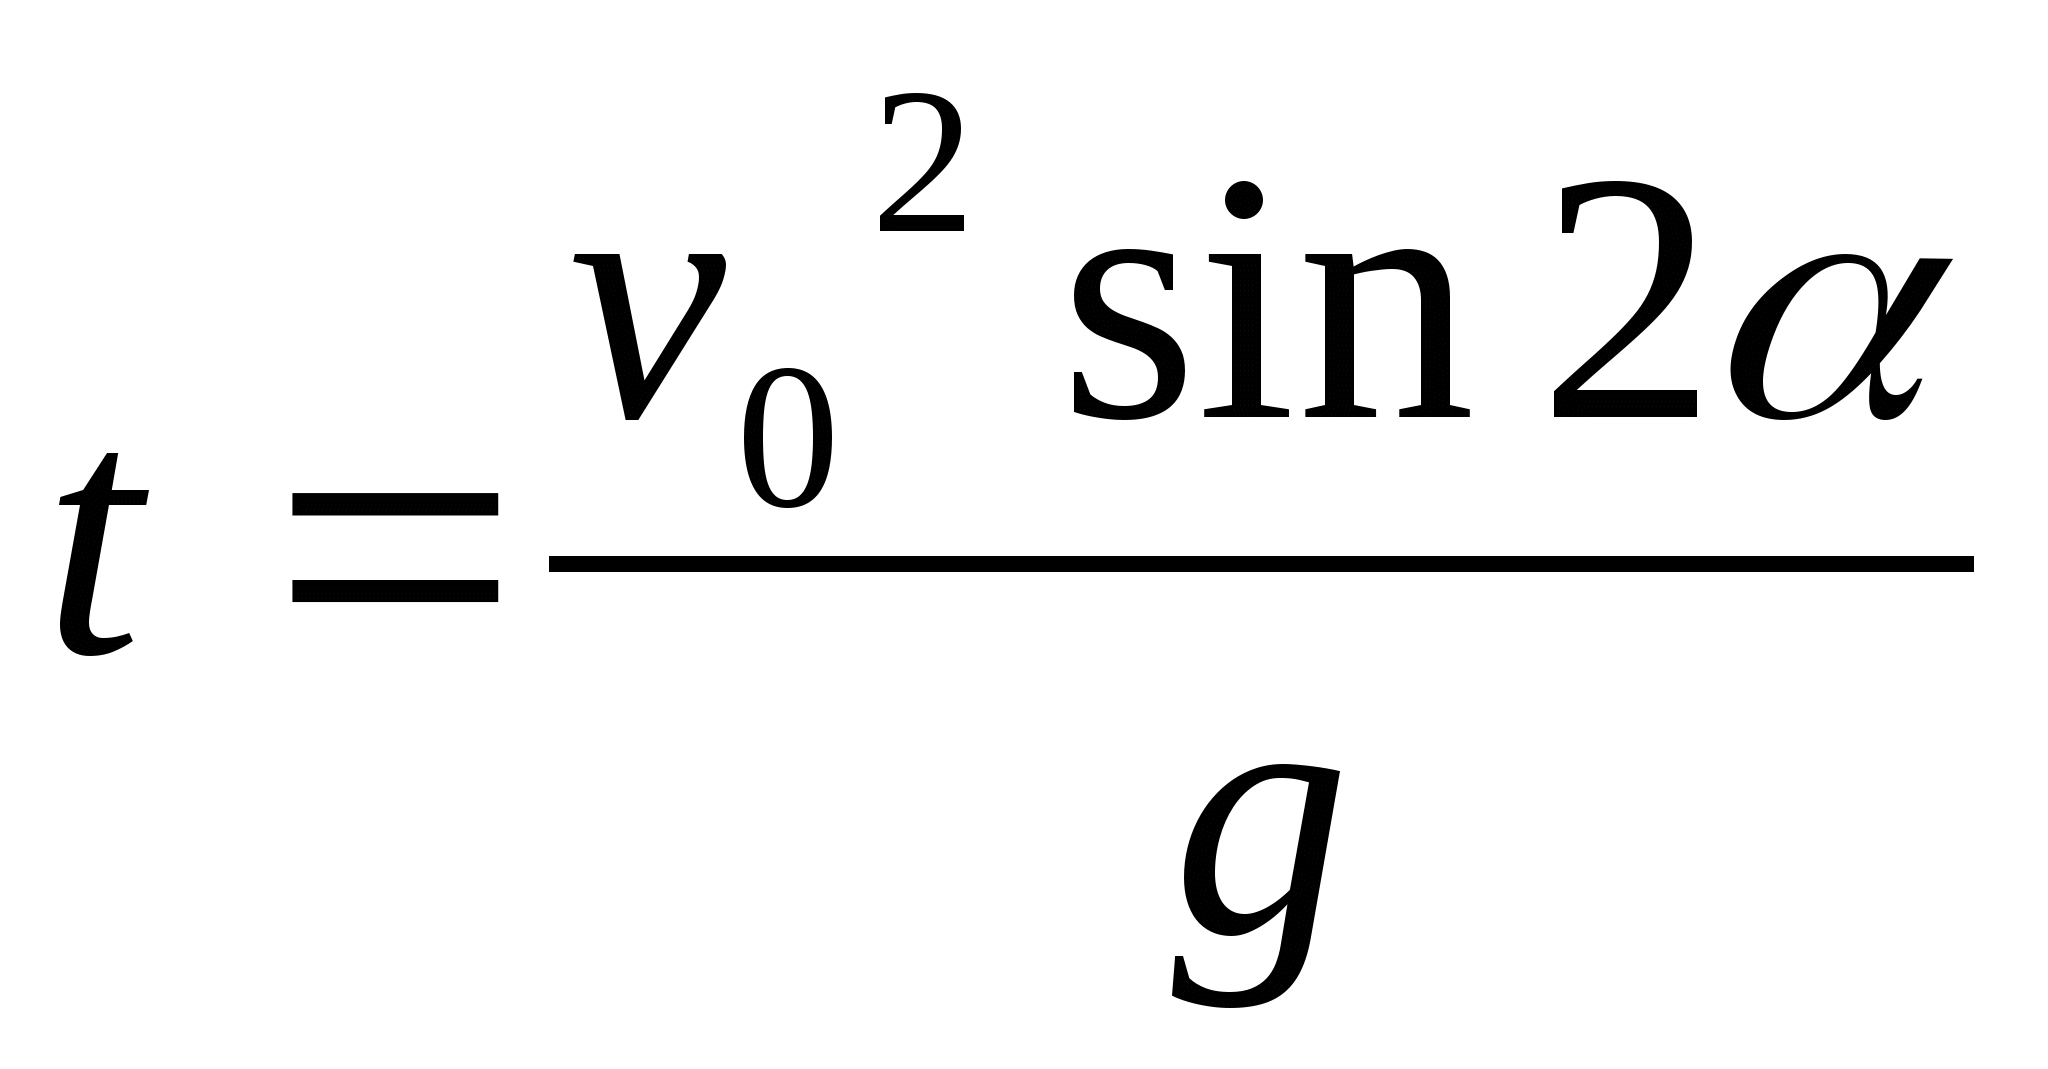 t = v₀² sin 2α / g